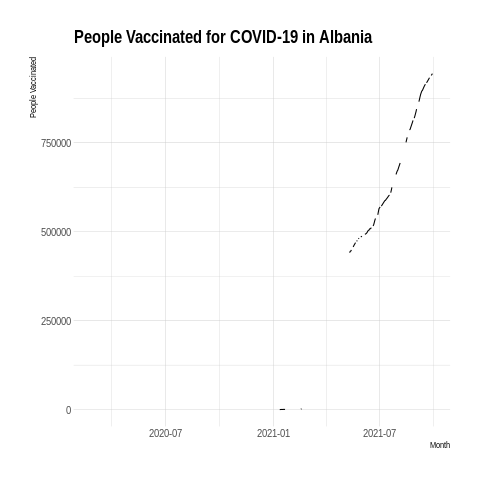 People Vaccinated for COVID-19 in Albania
People Vaccinated
750000
500000
250000
0
2020-07
2021-01
2021-07
Month